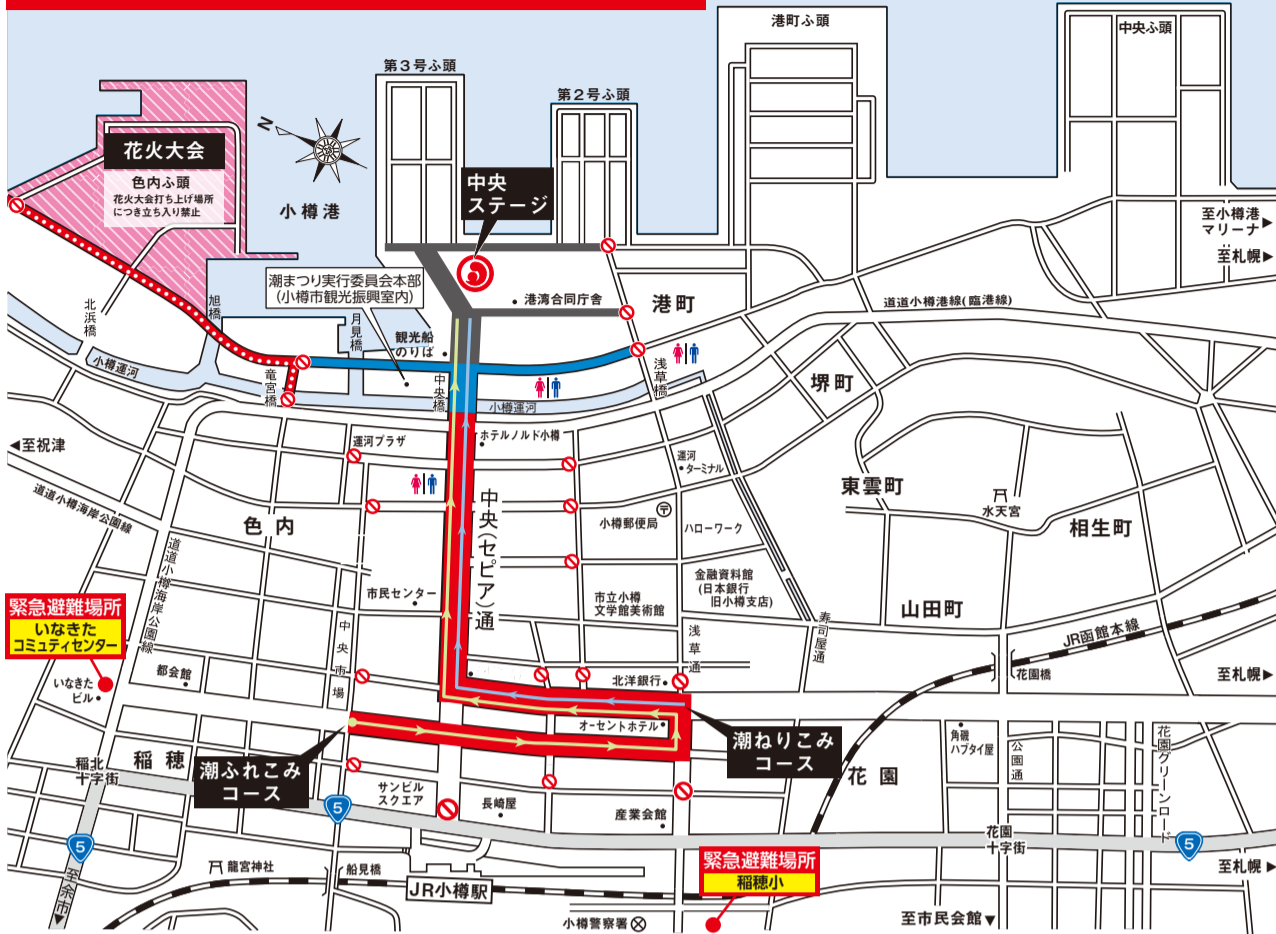 港町ふ頭
中央ふ頭
第3号ふ頭
第2号ふ頭
花火大会
色内ふ頭
花火大会打ち上げ場所
につき立ち入り禁止
N
小樽港
中央
ステージ
至小樽港
マリーナ▶
至札幌▶
潮まつり実行委員会本部
(小樽市観光振興室内)
港湾合同庁舎
港町
道道小樽港線(臨港線)
北浜橋
旭橋
月見橋
観光船
のりば
小樽運河
竜宮橋
中央橋
小樽運河
浅草橋
堺町
◀至祝津
運河プラザ
ホテルノルド小樽
運河
ターミナル
東雲町
水天宮
相生町
道道小樽海岸公園線
色内
中央(セピア)通
小樽郵便局
〒
ハローワーク
道道小樽海岸公園線
市民センター
市立小樽
文学館美術館
金融資料館
(日本銀行
旧小樽支店)
山田町
緊急避難場所
いなきた
コミュティセンター
中央市場
浅草通
寿司屋通
JR函館本線
都会館
いなきた
ビル
北洋銀行
花園橋
至札幌▶
オーセントホテル
潮ねりこみ
コース
角磯
ハブタイ屋
公園通
花園グリーンロード
稲穂
稲北
十字街
潮ふれこみ
コース
サンビル
スクエア
長崎屋
産業会館
花園
5
5
5
花園
十字街
至余市▶
龍宮神社
船見橋
JR小樽駅
緊急避難場所
稲穂小
至札幌▶
小樽警察署
至市民会館▼